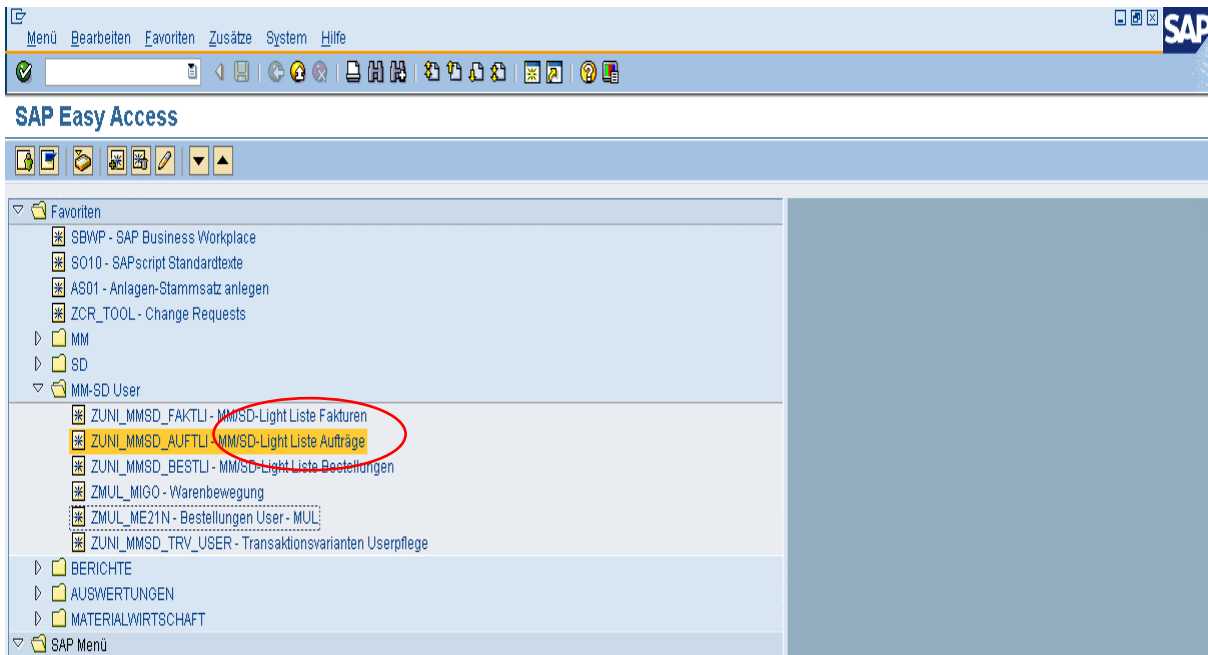 Menü Bearbeiten Favoriten Zusätze System Hilfe
SAP
SAP Easy Access
Favoriten
SBWP - SAP Business Workplace
SO10 - SAPscript Standardtexte
AS01 - Anlagen-Stammsatz anlegen
ZCR_TOOL - Change Requests
MM
SD
MM-SD User
ZUNI_MMSD_FAKTLI - MM/SD-Light Liste Fakturen
ZUNI_MMSD_AUFTLI - MM/SD-Light Liste Aufträge
ZUNI_MMSD_BESTLI - MM/SD-Light Liste Bestellungen
ZMUL_MIGO - Warenbewegung
ZMUL_ME21N - Bestellungen User - MUL
ZUNI_MMSD_TRV_USER - Transaktionsvarianten Userpflege
BERICHTE
AUSWERTUNGEN
MATERIALWIRTSCHAFT
SAP Menü